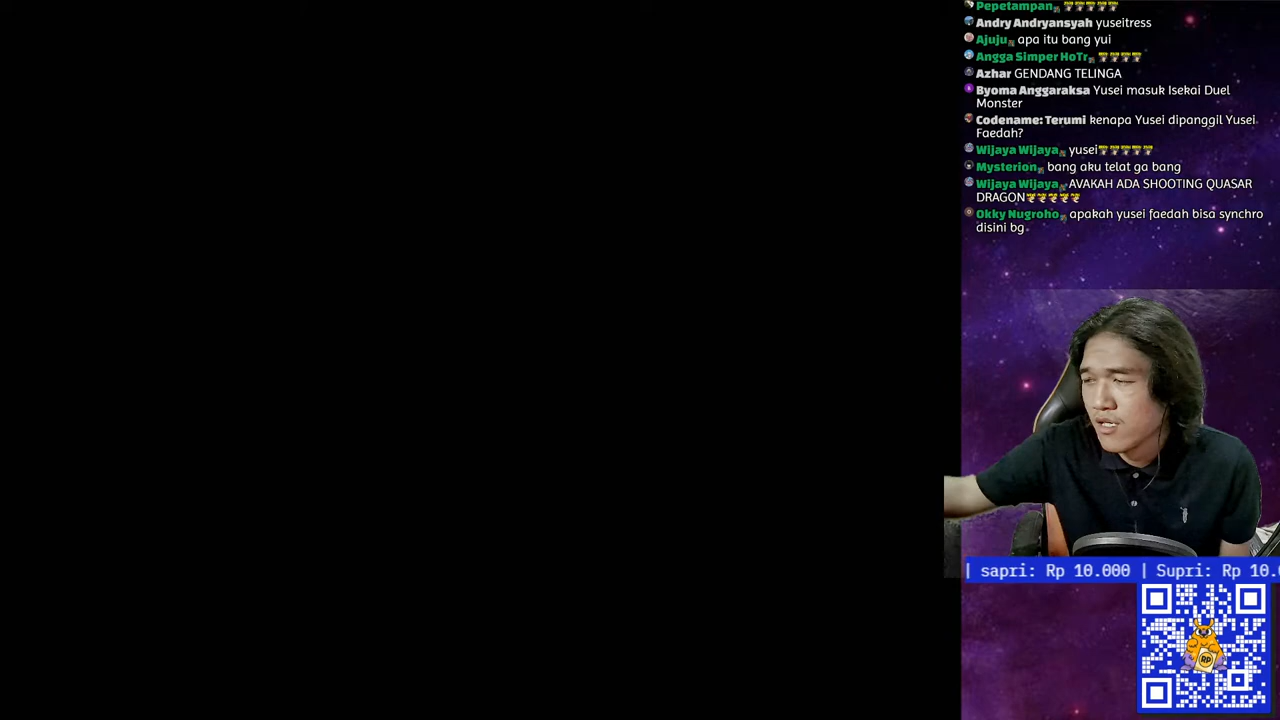 Pepetampan
Andry Andryansyah yuseitress
Ajuju apa itu bang yui
Angga Simper HoTr
Azhar GENDANG TELINGA
Byoma Anggaraksa Yusei masuk Isekai Duel
Monster
Codename: Terumi kenapa Yusei dipanggil Yusei
Faedah?
Wijaya Wijaya yusei
Mysterion bang aku telat ga bang
Wijaya Wijaya AVAKAH ADA SHOOTING QUASAR
DRAGON
Okky Nugroho apakah yusei faedah bisa synchro
disini bg
| sapri: Rp 10.000 | Supri: Rp 10.0
RP